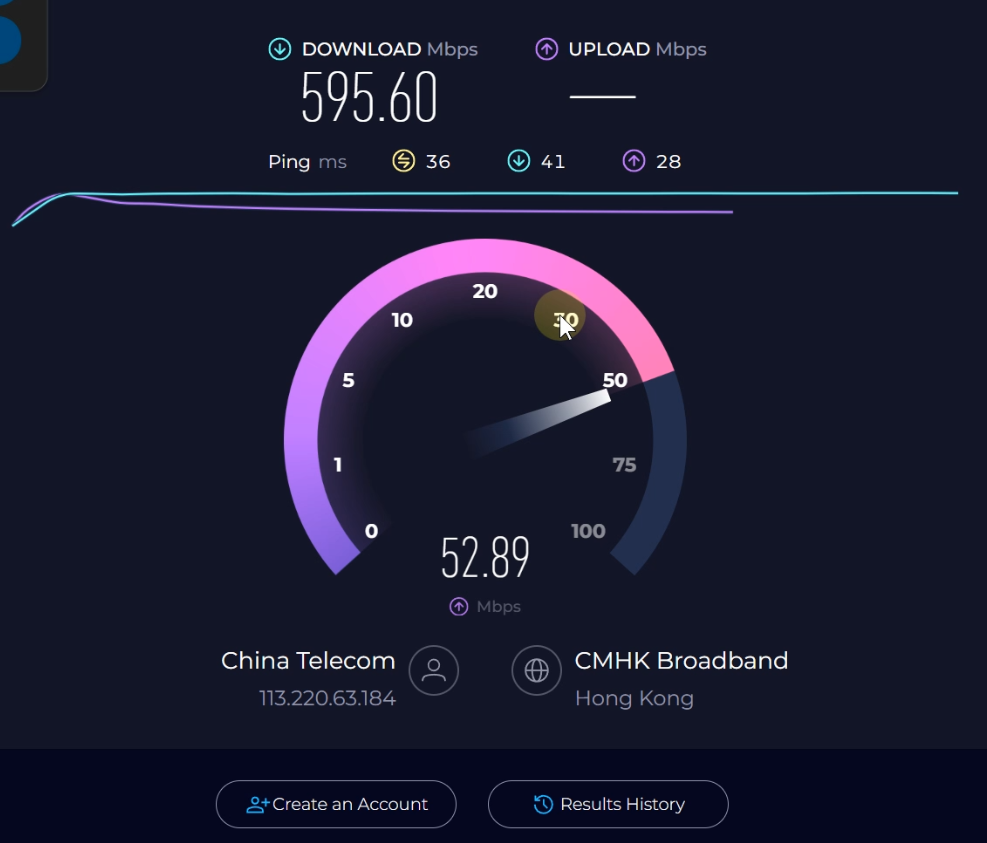 DOWNLOAD Mbps
UPLOAD Mbps
595.60
Ping ms 36 41 28
20
10
30
5
50
1
75
0
100
52.89
Mbps
China Telecom
113.220.63.184
CMHK Broadband
Hong Kong
Create an Account
Results History